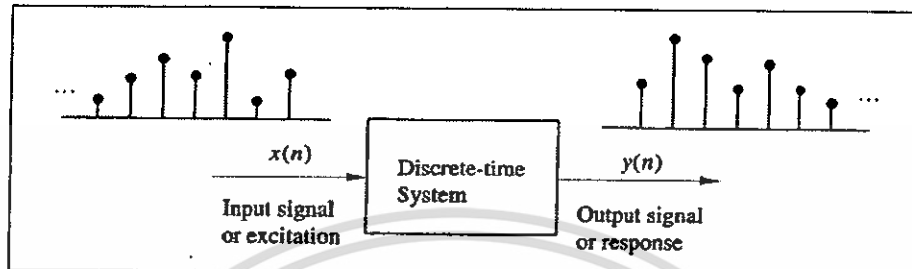 ...
...
x(n)
Discrete-time
System
y(n)
Input signal
or excitation
Output signal
or response